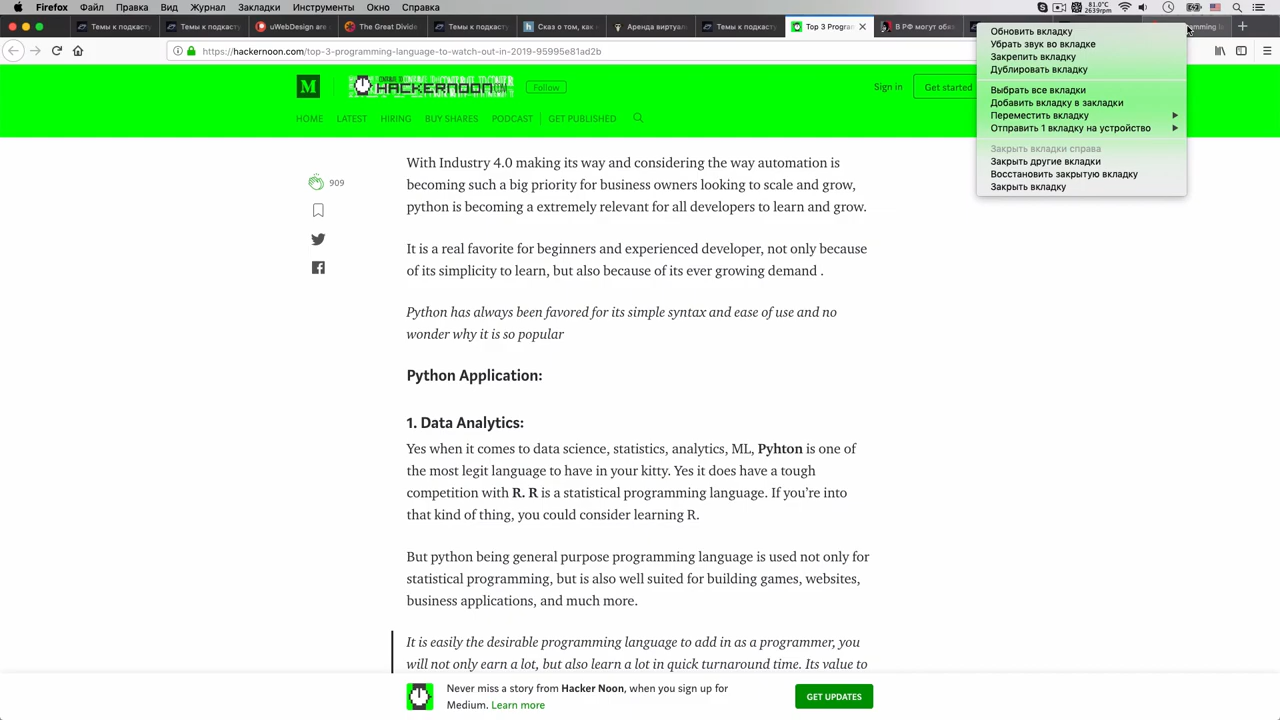 Firefox Файл Правка Вид Журнал Закладки Инструменты Окно Справка 81.0°C 2639rpm
Темы к подкасту Темы к подкасту uWebDesign are The Great Divide Темы к подкасту Сказ о том, как Аренда виртуаль Темы к подкасту Top 3 Program В РФ могут обяз
https://hackernoon.com/top-3-programming-language-to-watch-out-in-2019-95995e81ad2b
Обновить вкладку
Убрать звук во вкладке
Закрепить вкладку
Дублировать вкладку
Выбрать все вкладки
Добавить вкладку в закладки
Переместить вкладку
Отправить 1 вкладку на устройство
Закрыть вкладки справа
Закрыть другие вкладки
Восстановить закрытую вкладку
Закрыть вкладку
M HACKERNOON Follow Sign in Get started
HOME LATEST HIRING BUY SHARES PODCAST GET PUBLISHED
909
With Industry 4.0 making its way and considering the way automation is
becoming such a big priority for business owners looking to scale and grow,
python is becoming a extremely relevant for all developers to learn and grow.
It is a real favorite for beginners and experienced developer, not only because
of its simplicity to learn, but also because of its ever growing demand .
Python has always been favored for its simple syntax and ease of use and no
wonder why it is so popular
Python Application:
1. Data Analytics:
Yes when it comes to data science, statistics, analytics, ML, Pyhton is one of
the most legit language to have in your kitty. Yes it does have a tough
competition with R. R is a statistical programming language. If you’re into
that kind of thing, you could consider learning R.
But python being general purpose programming language is used not only for
statistical programming, but is also well suited for building games, websites,
business applications, and much more.
It is easily the desirable programming language to add in as a programmer, you
will not only earn a lot, but also learn a lot in quick turnaround time. Its value to
Never miss a story from Hacker Noon, when you sign up for
Medium. Learn more
GET UPDATES